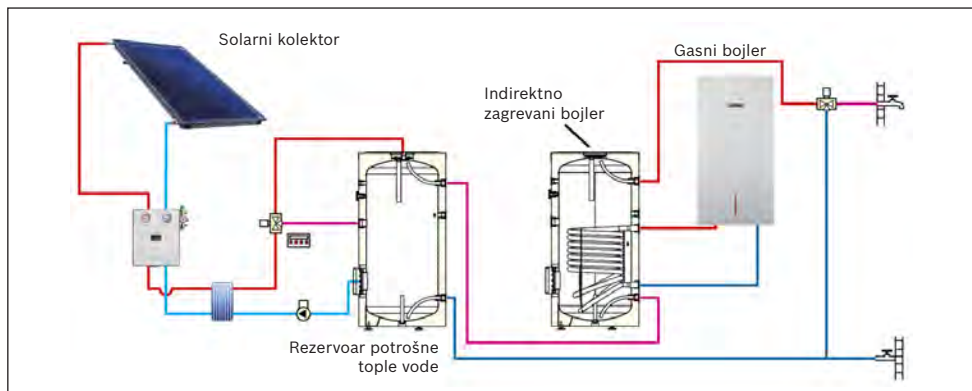 Solarni kolektor
Gasni bojler
Indirektno
zagrevani bojler
Rezervoar potrošne
tople vode